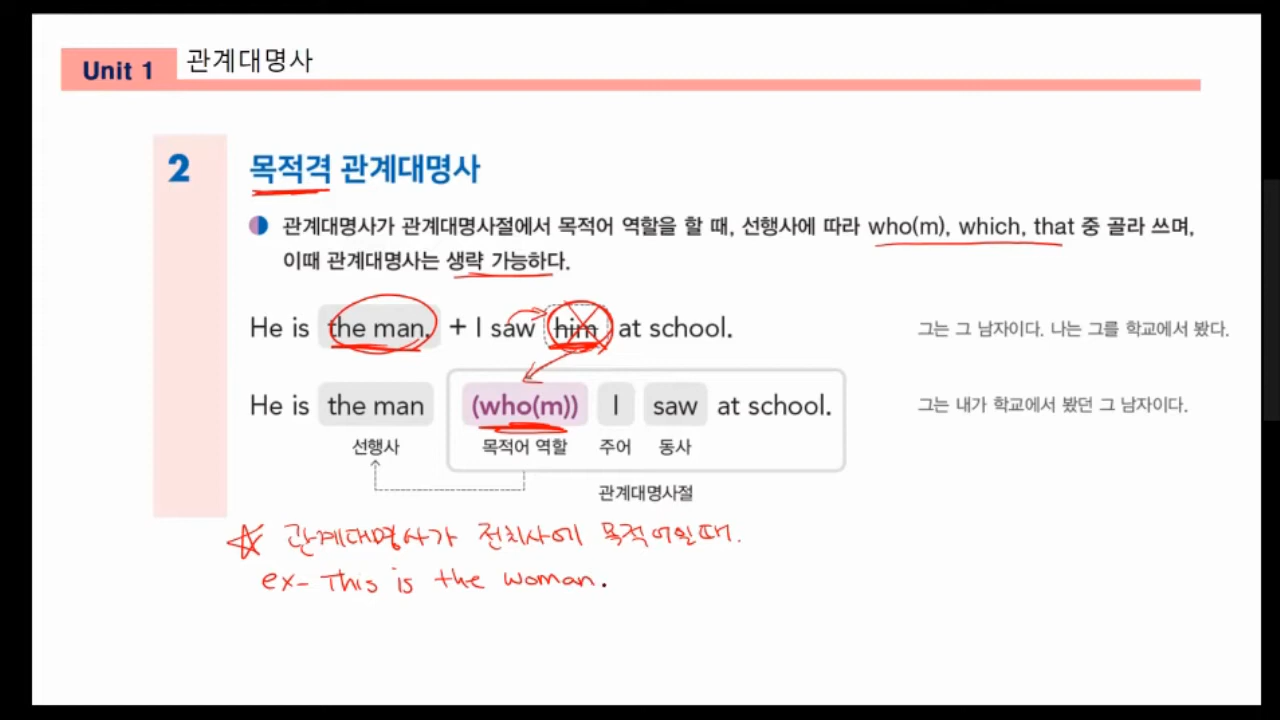 Unit 1 관계대명사
2 목적격 관계대명사
관계대명사가 관계대명사절에서 목적어 역할을 할 때, 선행사에 따라 who(m), which, that 중 골라 쓰며,
이때 관계대명사는 생략 가능하다.
He is the man. + I saw him at school. 그는 그 남자이다. 나는 그를 학교에서 봤다.
He is the man (who(m)) I saw at school. 그는 내가 학교에서 봤던 그 남자이다.
선행사 목적어 역할 주어 동사
관계대명사절
☆ 관계대명사가 전치사에 목적어일때.
ex- This is the woman.